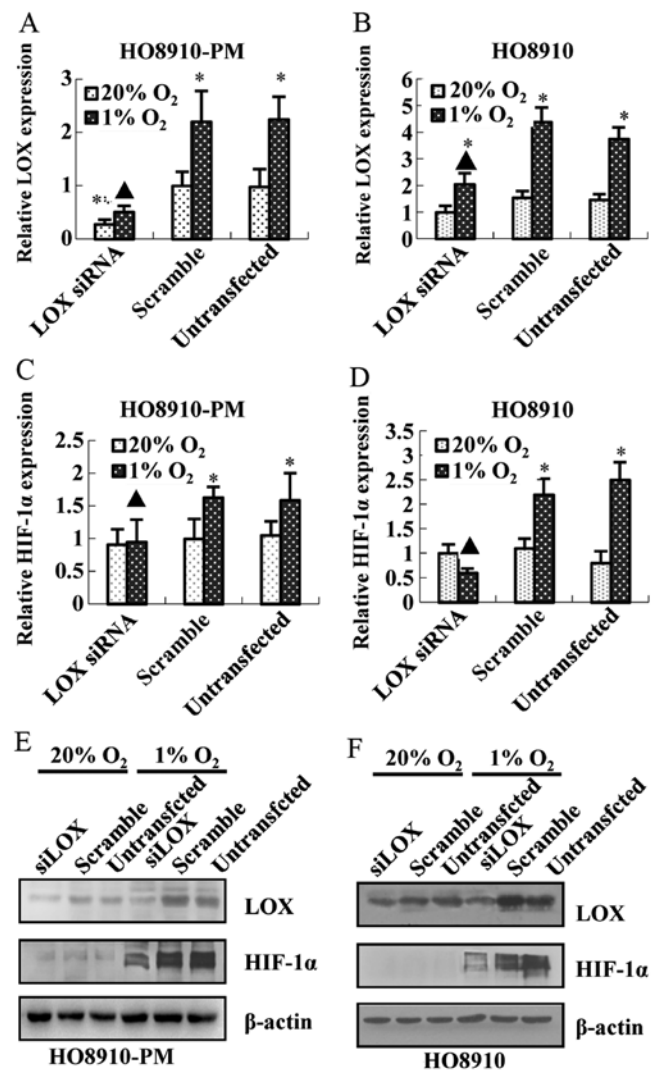 A
HO8910-PM
Relative LOX expression
3
2
1
0
20% O₂
1% O₂
*
*
*
▲
LOX siRNA
Scramble
Untransfected
B
HO8910
Relative LOX expression
6
5
4
3
2
1
0
20% O₂
1% O₂
*
▲
*
*
LOX siRNA
Scramble
Untransfected
C
HO8910-PM
Relative HIF-1α expression
2.5
2
1.5
1
0.5
0
20% O₂
1% O₂
▲
*
*
LOX siRNA
Scramble
Untransfected
D
HO8910
Relative HIF-1α expression
3.5
3
2.5
2
1.5
1
0.5
0
20% O₂
1% O₂
▲
*
*
LOX siRNA
Scramble
Untransfected
E
20% O₂ 1% O₂
siLOX
Scramble
Untransfcted
siLOX
Scramble
Untransfcted
LOX
HIF-1α
β-actin
HO8910-PM
F
20% O₂ 1% O₂
siLOX
Scramble
Untransfcted
siLOX
Scramble
Untransfcted
LOX
HIF-1α
β-actin
HO8910